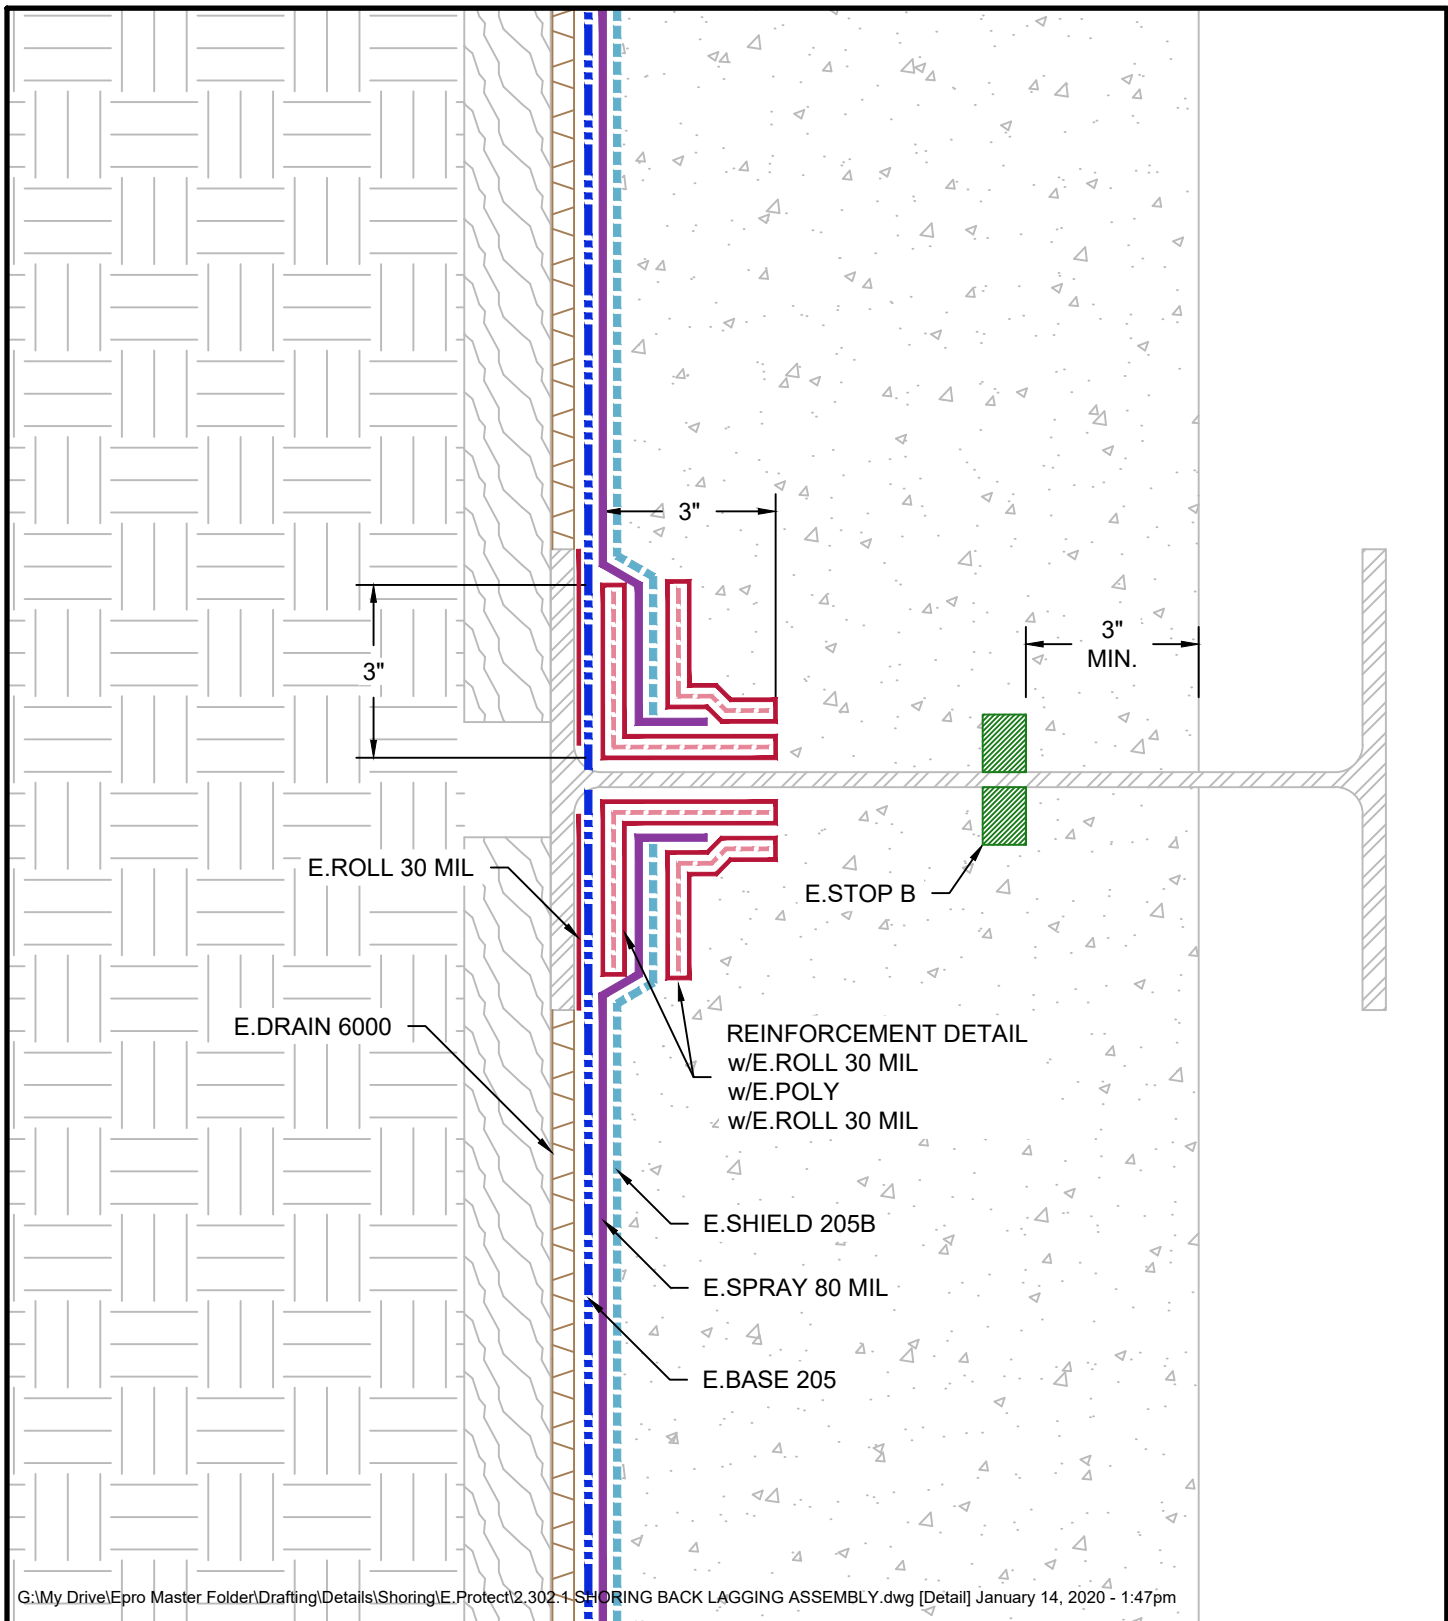 3"
3"
MIN.
3"
E.ROLL 30 MIL
E.STOP B
E.DRAIN 6000
REINFORCEMENT DETAIL
w/E.ROLL 30 MIL
w/E.POLY
w/E.ROLL 30 MIL
E.SHIELD 205B
E.SPRAY 80 MIL
E.BASE 205
G:\My Drive\Epro Master Folder\Drafting\Details\Shoring\E.Protect\2.302.1 SHORING BACK LAGGING ASSEMBLY.dwg [Detail] January 14, 2020 - 1:47pm